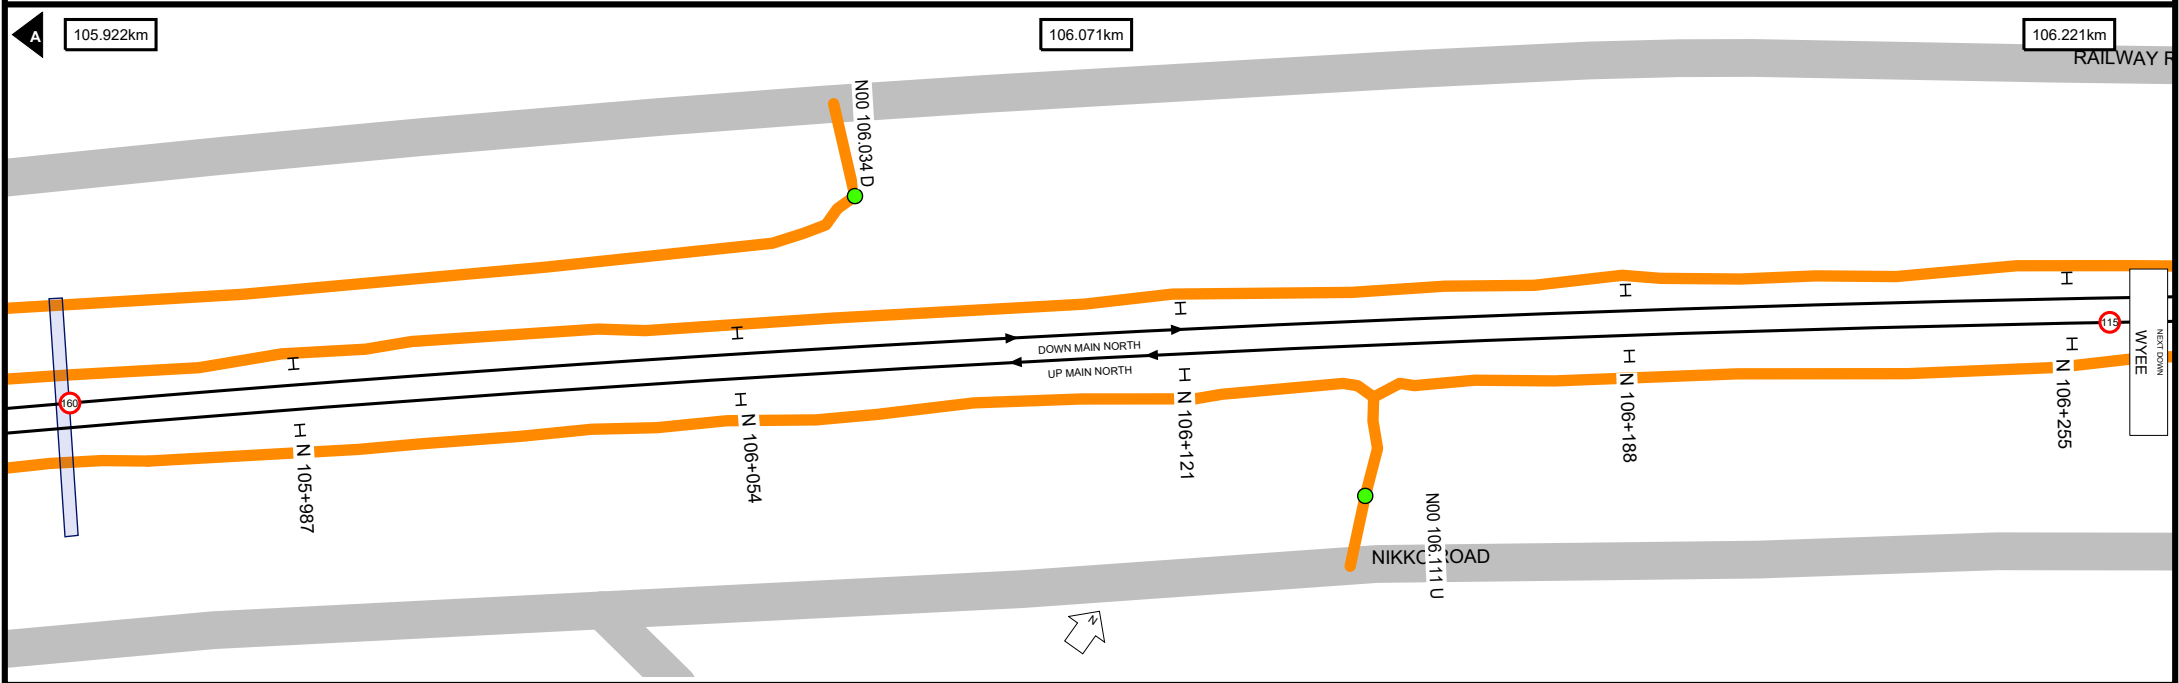 A
105.922km
106.071km
106.221km
RAILWAY R
N00 106.034 D
DOWN MAIN NORTH
UP MAIN NORTH
160
115
WYEE
NEXT DOWN
H
H
H
H
H
H N 105+987
H N 106+054
H N 106+121
H N 106+188
H N 106+255
N00 106.111 U
NIKKO ROAD
N